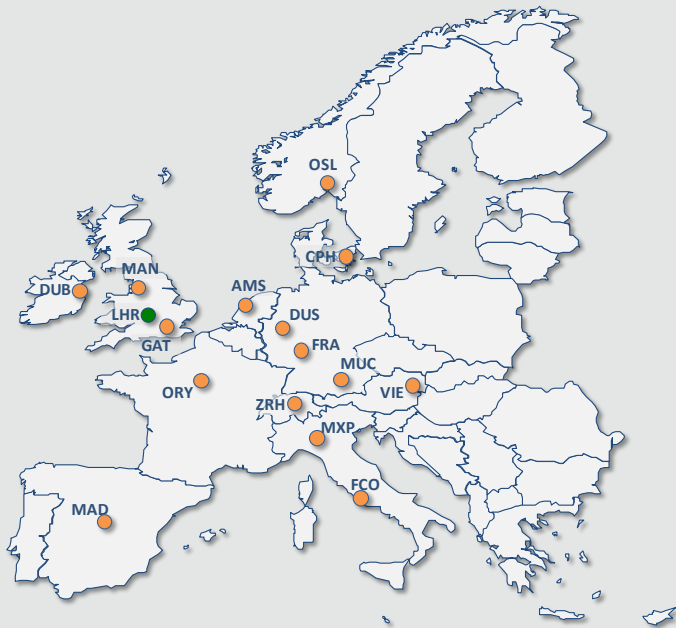 OSL
CPH
MAN
DUB
AMS
LHR
DUS
GAT
FRA
MUC
ORY
VIE
ZRH
MXP
FCO
MAD